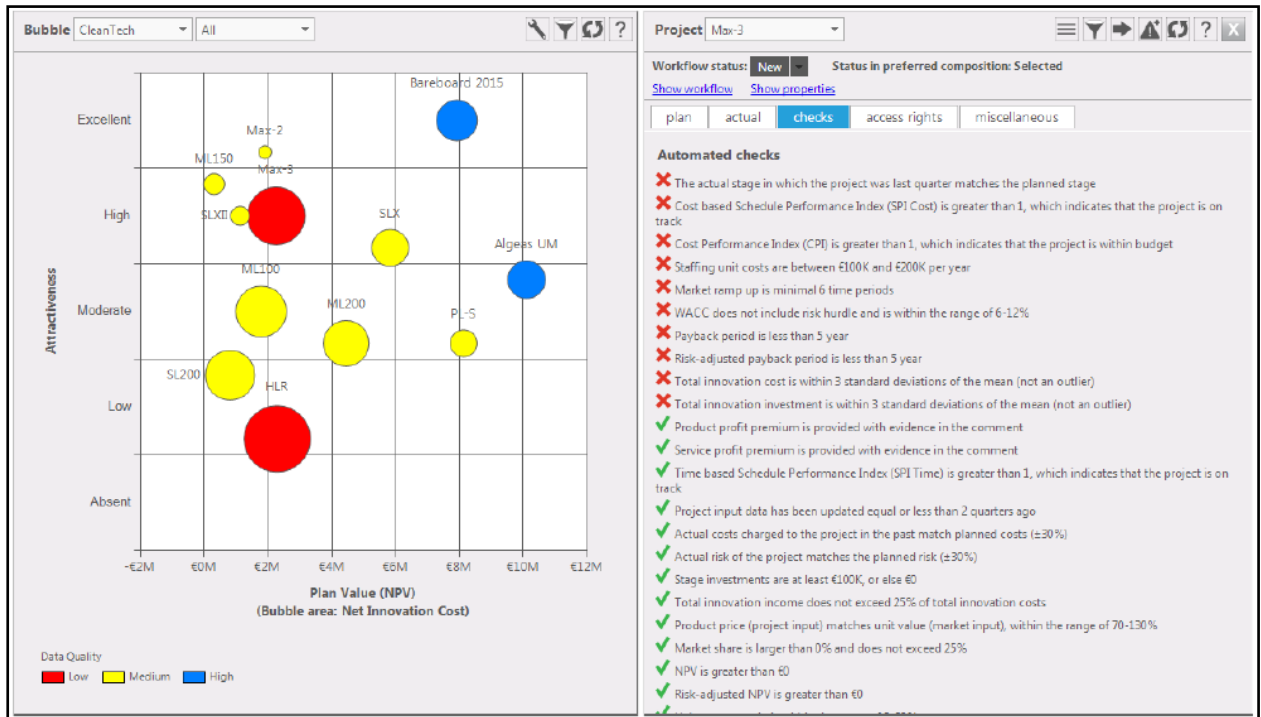 Bubble CleanTech All ?
Excellent
High
Moderate
Low
Absent
Attractiveness
Bareboard 2015
Max-2
ML150
Max-3
SLXII
SLX
Algeas UM
ML100
ML200
PL-S
SL200
HLR
-€2M €0M €2M €4M €6M €8M €10M €12M
Plan Value (NPV)
(Bubble area: Net Innovation Cost)
Data Quality
Low Medium High
Project Max-3 ? X
Workflow status: New Status in preferred composition: Selected
Show workflow Show properties
plan actual checks access rights miscellaneous
Automated checks
The actual stage in which the project was last quarter matches the planned stage
Cost based Schedule Performance Index (SPI Cost) is greater than 1, which indicates that the project is on
track
Cost Performance Index (CPI) is greater than 1, which indicates that the project is within budget
Staffing unit costs are between €100K and €200K per year
Market ramp up is minimal 6 time periods
WACC does not include risk hurdle and is within the range of 6-12%
Payback period is less than 5 year
Risk-adjusted payback period is less than 5 year
Total innovation cost is within 3 standard deviations of the mean (not an outlier)
Total innovation investment is within 3 standard deviations of the mean (not an outlier)
Product profit premium is provided with evidence in the comment
Service profit premium is provided with evidence in the comment
Time based Schedule Performance Index (SPI Time) is greater than 1, which indicates that the project is on
track
Project input data has been updated equal or less than 2 quarters ago
Actual costs charged to the project in the past match planned costs (±30%)
Actual risk of the project matches the planned risk (±30%)
Stage investments are at least €100K, or else €0
Total innovation income does not exceed 25% of total innovation costs
Product price (project input) matches unit value (market input), within the range of 70-130%
Market share is larger than 0% and does not exceed 25%
NPV is greater than €0
Risk-adjusted NPV is greater than €0